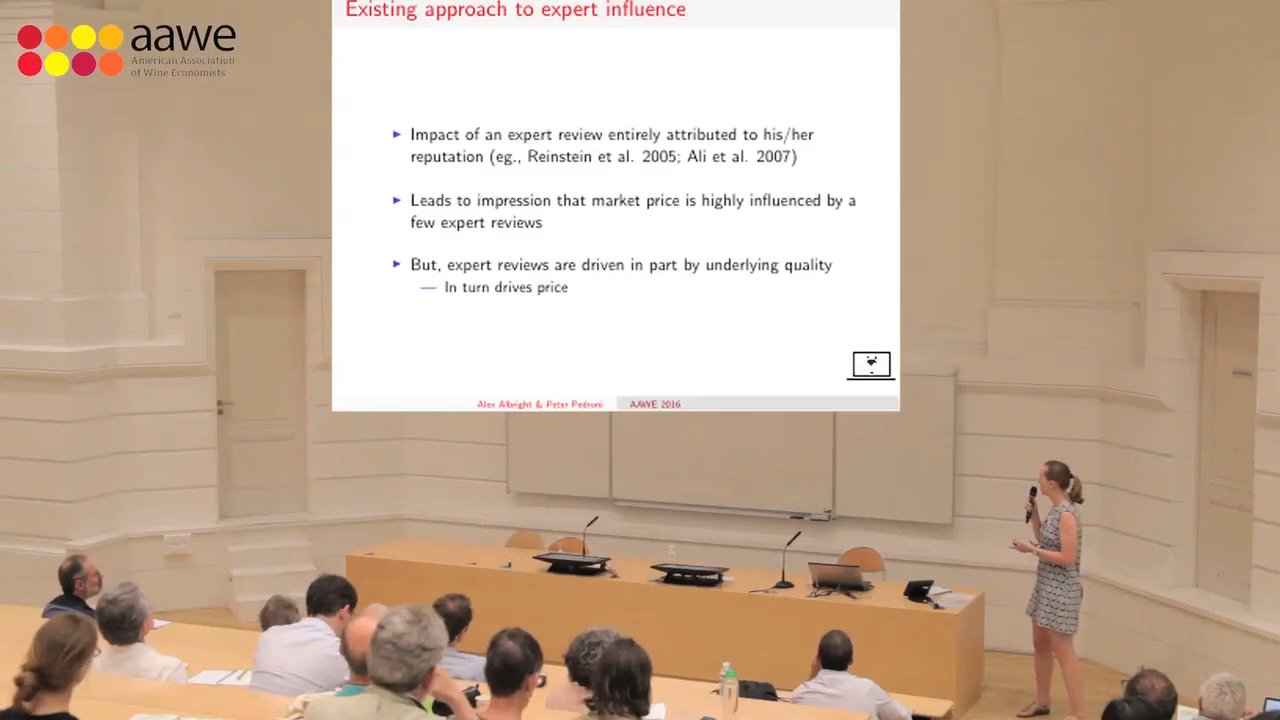 aawe
American Association
of Wine Economists
Existing approach to expert influence
Impact of an expert review entirely attributed to his/her
reputation (eg., Reinstein et al. 2005; Ali et al. 2007)
Leads to impression that market price is highly influenced by a
few expert reviews
But, expert reviews are driven in part by underlying quality
— In turn drives price
Alex Albright & Peter Pedroni AAWE 2016